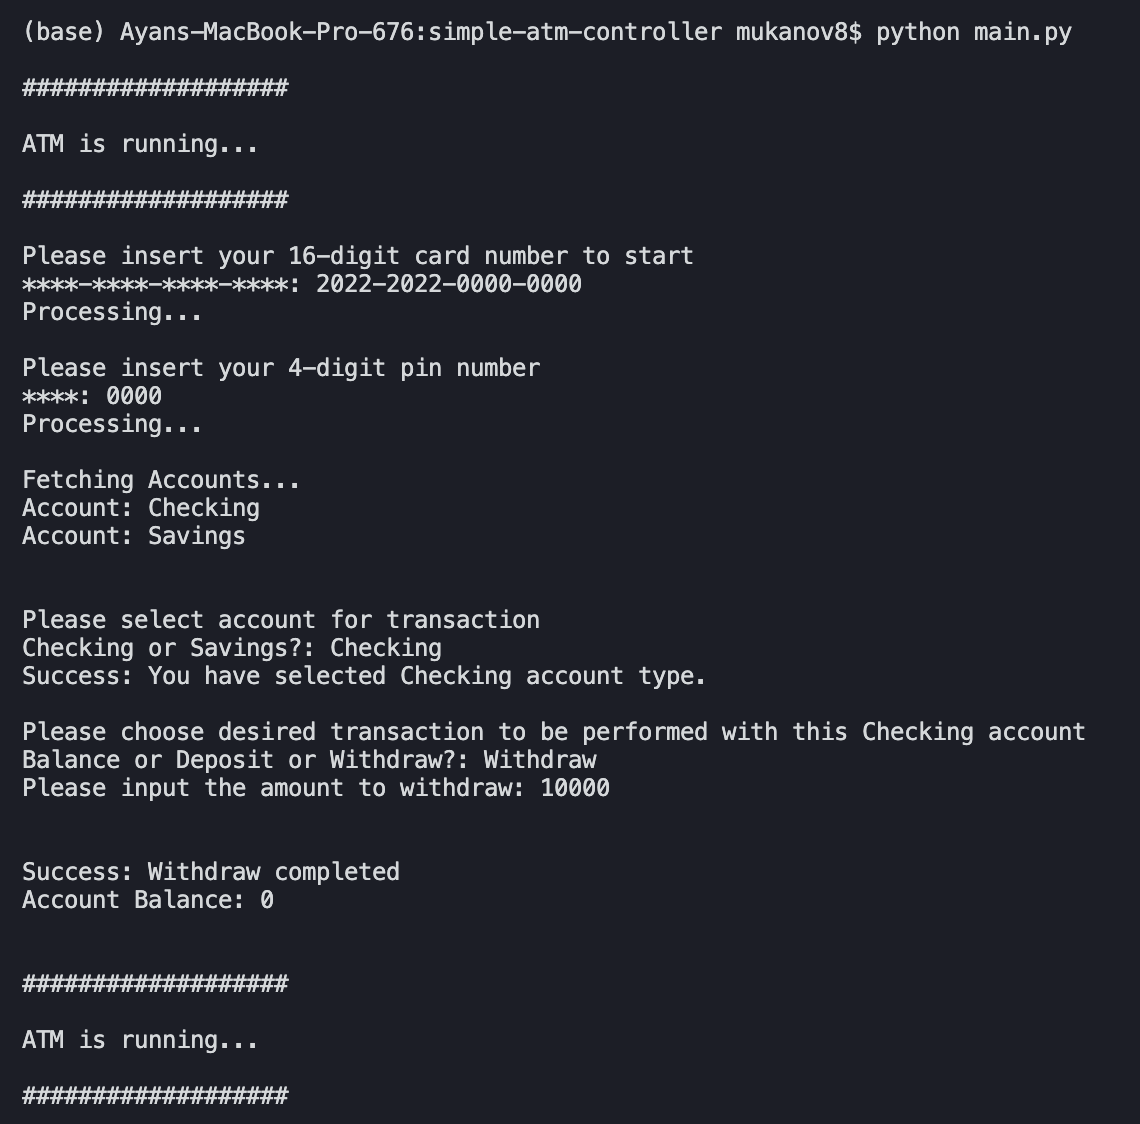 (base) Ayans-MacBook-Pro-676:simple-atm-controller mukanov8$ python main.py
###################
ATM is running...
###################
Please insert your 16-digit card number to start
****-****-****-****: 2022-2022-0000-0000
Processing...
Please insert your 4-digit pin number
****: 0000
Processing...
Fetching Accounts...
Account: Checking
Account: Savings
Please select account for transaction
Checking or Savings?: Checking
Success: You have selected Checking account type.
Please choose desired transaction to be performed with this Checking account
Balance or Deposit or Withdraw?: Withdraw
Please input the amount to withdraw: 10000
Success: Withdraw completed
Account Balance: 0
###################
ATM is running...
###################